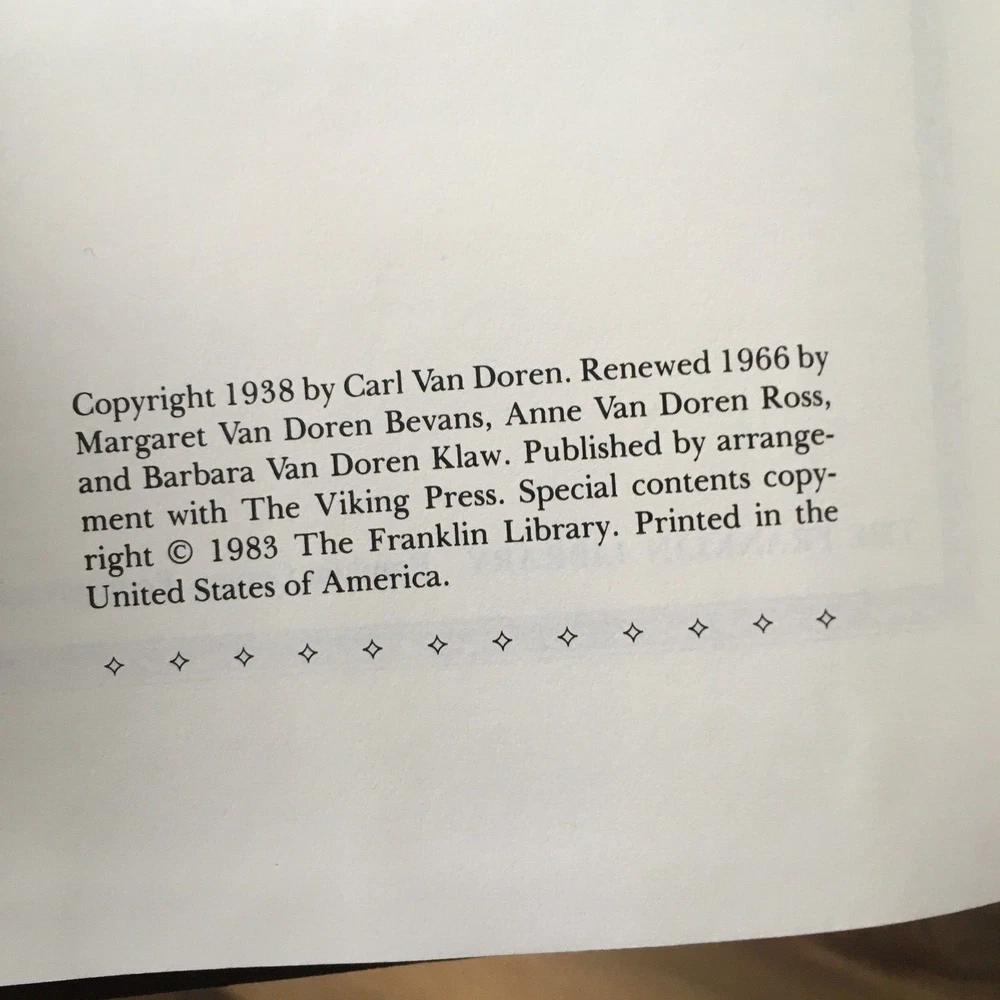 Copyright 1938 by Carl Van Doren. Renewed 1966 by
Margaret Van Doren Bevans, Anne Van Doren Ross,
and Barbara Van Doren Klaw. Published by arrange-
ment with The Viking Press. Special contents copy-
right © 1983 The Franklin Library. Printed in the
United States of America.